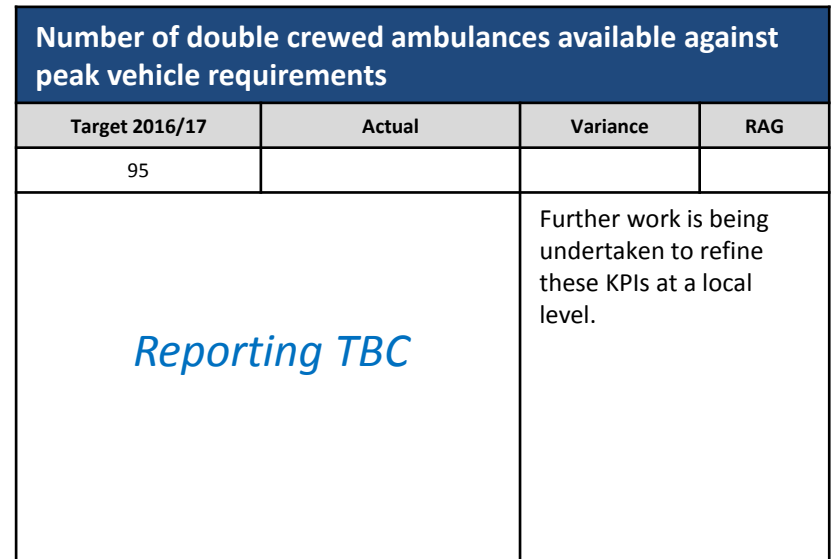 Number of double crewed ambulances available against
peak vehicle requirements
Target 2016/17 Actual Variance RAG
95
Further work is being
undertaken to refine
these KPIs at a local
level.
Reporting TBC